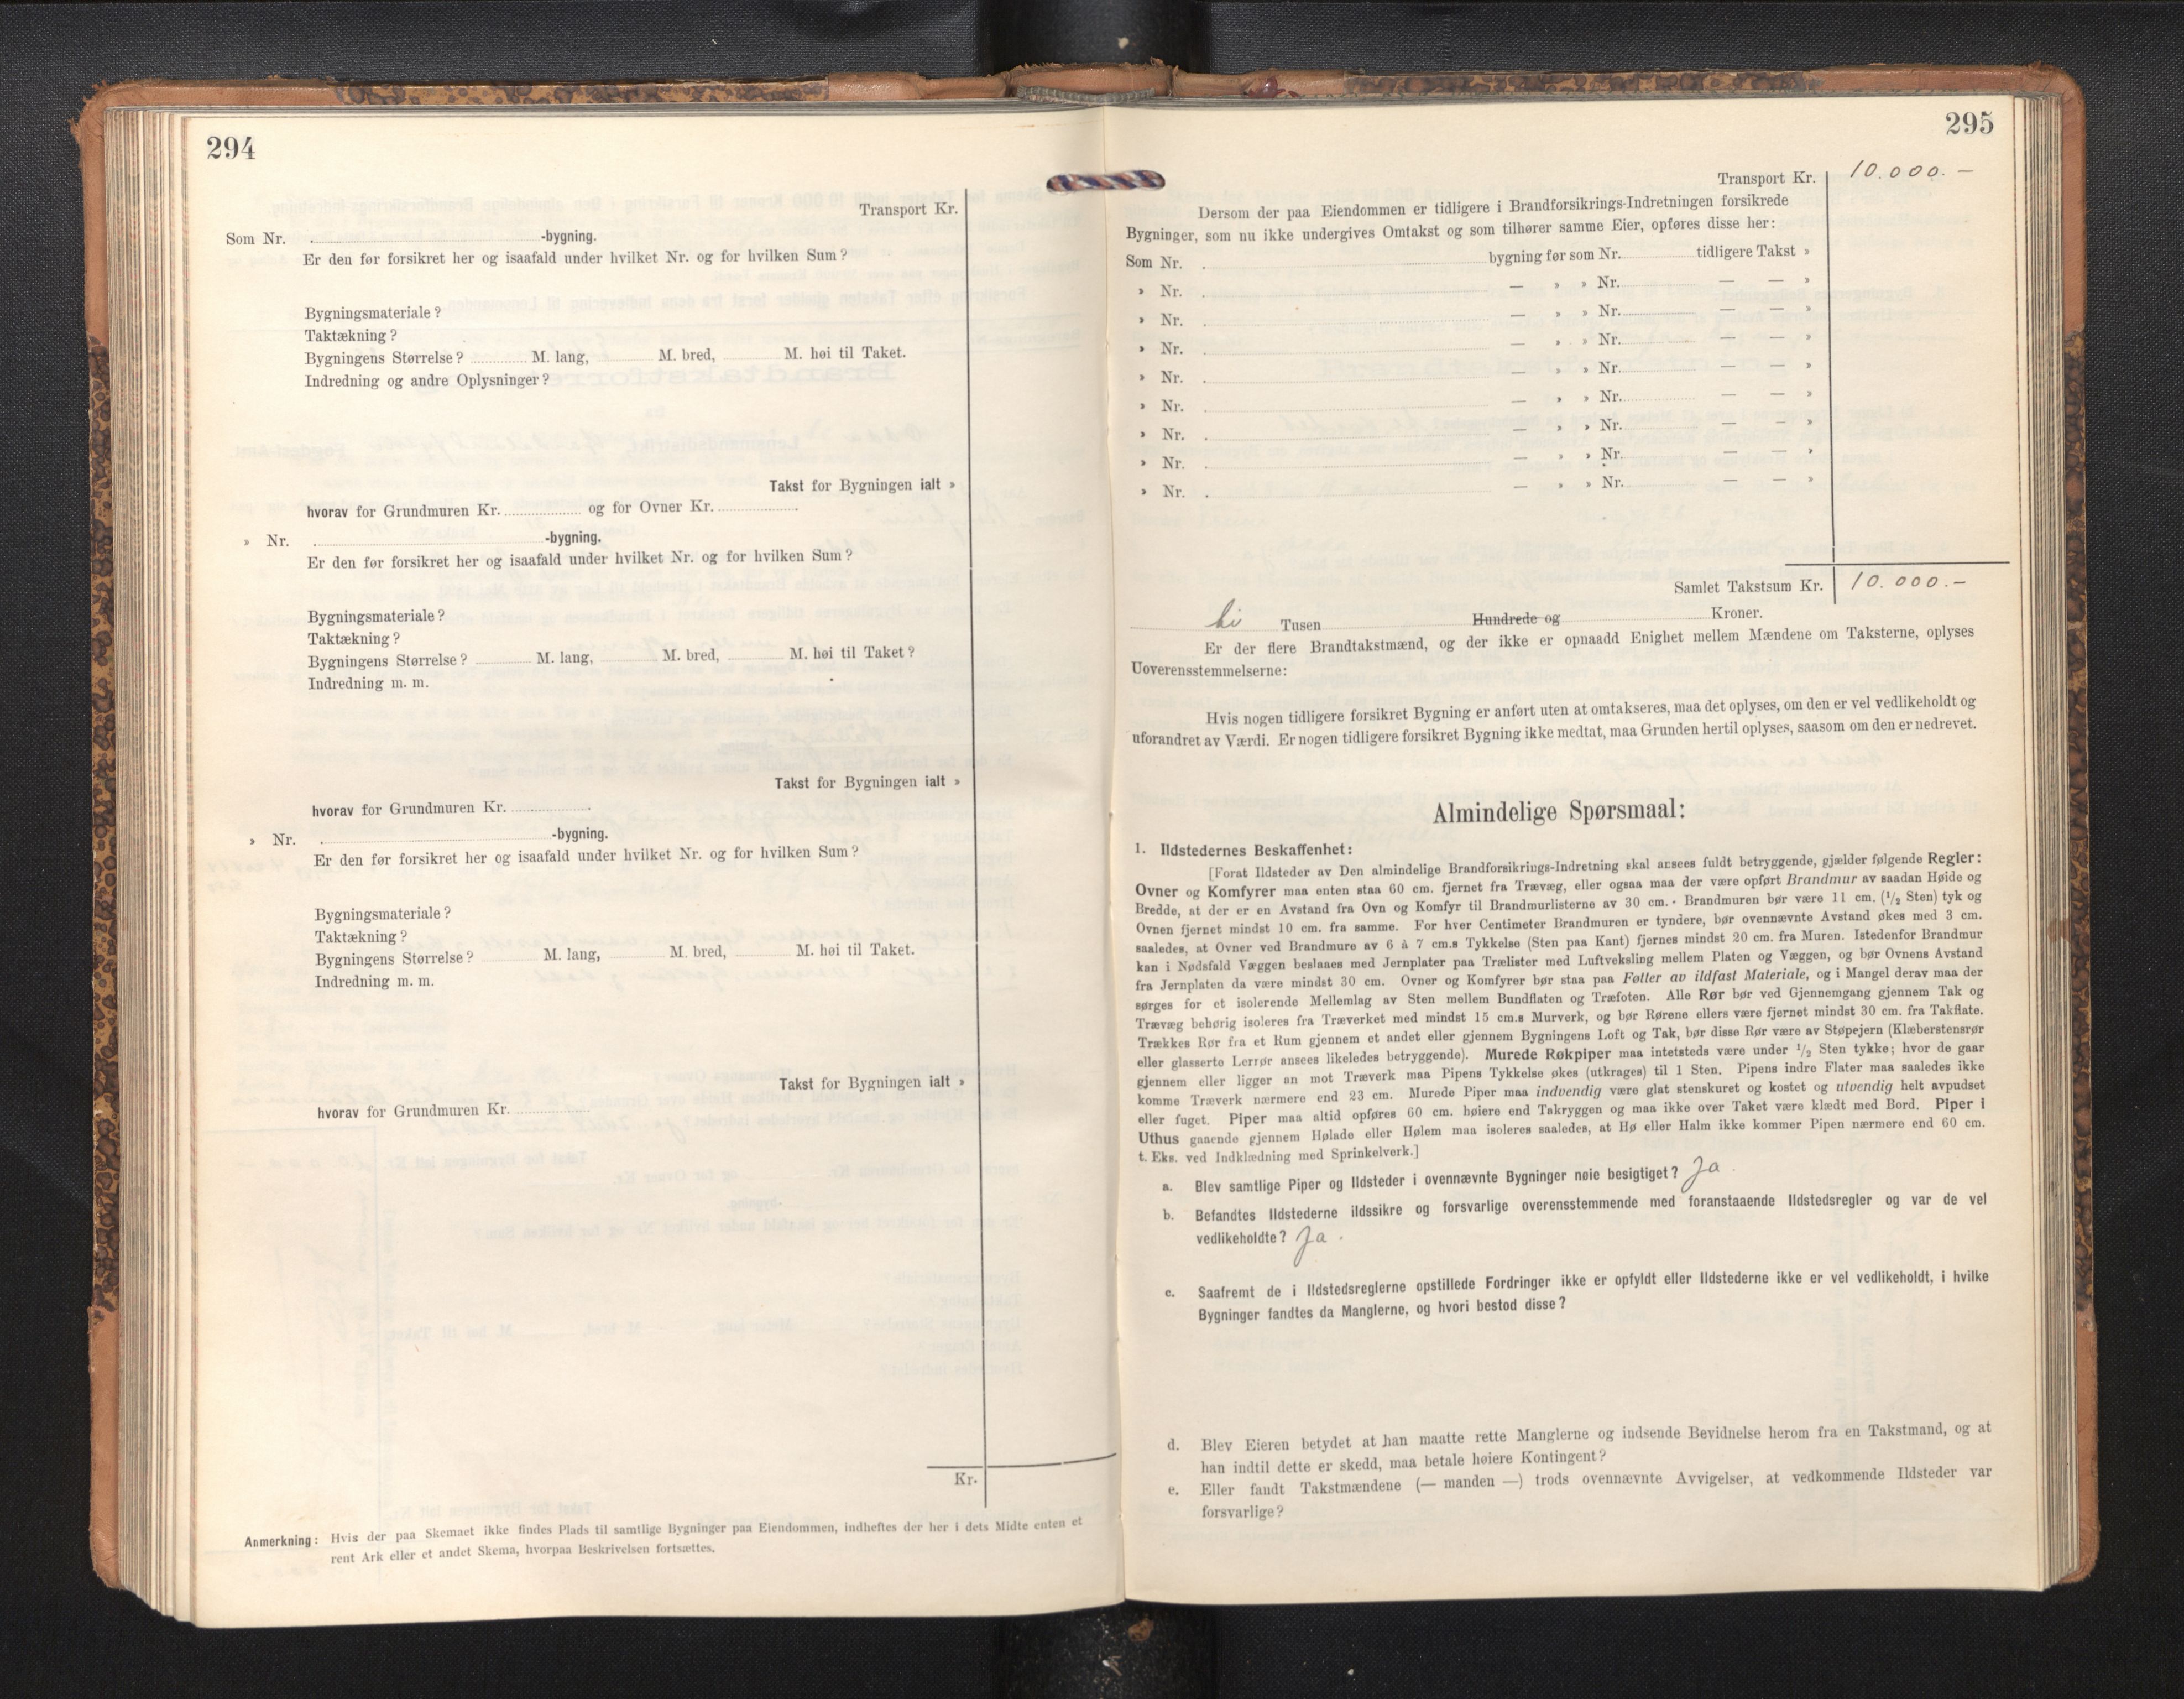 294
Transport Kr.
Som Nr. -bygning.
Er den før forsikret her og isaafald under hvilket Nr. og for hvilken Sum?
Bygningsmateriale?
Taktækning?
Bygningens Størrelse? M. lang, M. bred, M. høi til Taket.
Indredning og andre Oplysninger?
Takst for Bygningen ialt »
hvorav for Grundmuren Kr. og for Ovner Kr.
» Nr. -bygning.
Er den før forsikret her og isaafald under hvilket Nr. og for hvilken Sum?
Bygningsmateriale?
Taktækning?
Bygningens Størrelse? M. lang, M. bred, M. høi til Taket?
Indredning m. m.
Takst for Bygningen ialt »
hvorav for Grundmuren Kr.
» Nr. -bygning.
Er den før forsikret her og isaafald under hvilket Nr. og for hvilken Sum?
Bygningsmateriale?
Taktækning?
Bygningens Størrelse? M. lang, M. bred, M. høi til Taket.
Indredning m. m.
Takst for Bygningen ialt »
hvorav for Grundmuren Kr.
Kr.
Anmerkning: Hvis der paa Skemaet ikke findes Plads til samtlige Bygninger paa Eiendommen, indheftes der her i dets Midte enten et
rent Ark eller et andet Skema, hvorpaa Beskrivelsen fortsættes.
295
Transport Kr. 10.000.-
Dersom der paa Eiendommen er tidligere i Brandforsikrings-Indretningen forsikrede
Bygninger, som nu ikke undergives Omtakst og som tilhører samme Eier, opføres disse her:
Som Nr. bygning før som Nr. tidligere Takst »
» Nr. — » » Nr. — — »
» Nr. — » » Nr. — — »
» Nr. — » » Nr. — — »
» Nr. — » » Nr. — — »
» Nr. — » » Nr. — — »
» Nr. — » » Nr. — — »
» Nr. — » » Nr. — — »
» Nr. — » » Nr. — — »
Samlet Takstsum Kr. 10.000.-
ti Tusen Hundrede og Kroner.
Er der flere Brandtakstmænd, og der ikke er opnaadd Enighet mellem Mændene om Taksterne, oplyses
Uoverensstemmelserne:
Hvis nogen tidligere forsikret Bygning er anført uten at omtakseres, maa det oplyses, om den er vel vedlikeholdt og
uforandret av Værdi. Er nogen tidligere forsikret Bygning ikke medtat, maa Grunden hertil oplyses, saasom om den er nedrevet.
Almindelige Spørsmaal:
1. Ildstedernes Beskaffenhet:
[Forat Ildsteder av Den almindelige Brandforsikrings-Indretning skal ansees fuldt betryggende, gjælder følgende Regler:
Ovner og Komfyrer maa enten staa 60 cm. fjernet fra Trævæg, eller ogsaa maa der være opført Brandmur av saadan Høide og
Bredde, at der er en Avstand fra Ovn og Komfyr til Brandmurlisterne av 30 cm. Brandmuren bør være 11 cm. (1/2 Sten) tyk og
Ovnen fjernet mindst 10 cm. fra samme. For hver Centimeter Brandmuren er tyndere, bør ovennævnte Avstand økes med 3 cm.
saaledes, at Ovner ved Brandmure av 6 à 7 cm.s Tykkelse (Sten paa Kant) fjernes mindst 20 cm. fra Muren. Istedenfor Brandmur
kan i Nødsfald Væggen beslaaes med Jernplater paa Trælister med Luftveksling mellem Platen og Væggen, og bør Ovnens Avstand
fra Jernplaten da være mindst 30 cm. Ovner og Komfyrer bør staa paa Føtter av ildfast Materiale, og i Mangel derav maa der
sørges for et isolerende Mellemlag av Sten mellem Bundflaten og Træfoten. Alle Rør bør ved Gjennemgang gjennem Tak og
Trævæg behørig isoleres fra Træverket med mindst 15 cm.s Murverk, og bør Rørene ellers være fjernet mindst 30 cm. fra Takflate.
Trækkes Rør fra et Rum gjennem et andet eller gjennem Bygningens Loft og Tak, bør disse Rør være av Støpejern (Klæberstensrør
eller glasserte Lerrør ansees likeledes betryggende). Murede Røkpiper maa intetsteds være under 1/2 Sten tykke; hvor de gaar
gjennem eller ligger an mot Træverk maa Pipens Tykkelse økes (utkrages) til 1 Sten. Pipens indre Flater maa saaledes ikke
komme Træverk nærmere end 23 cm. Murede Piper maa indvendig være glat stenskuret og kostet og utvendig helt avpudset
eller fuget. Piper maa altid opføres 60 cm. høiere end Takryggen og maa ikke over Taket være klædt med Bord. Piper i
Uthus gaaende gjennem Hølade eller Hølem maa isoleres saaledes, at Hø eller Halm ikke kommer Pipen nærmere end 60 cm.
t. Eks. ved Indklædning med Sprinkelverk.]
a. Blev samtlige Piper og Ildsteder i ovennævnte Bygninger nøie besigtiget? Ja
b. Befandtes Ildstederne ildssikre og forsvarlige overensstemmende med foranstaaende Ildstedsregler og var de vel
vedlikeholdte? Ja.
c. Saafremt de i Ildstedsreglerne opstillede Fordringer ikke er opfyldt eller Ildstederne ikke er vel vedlikeholdt, i hvilke
Bygninger fandtes da Manglerne, og hvori bestod disse?
d. Blev Eieren betydet at han maatte rette Manglerne og indsende Bevidnelse herom fra en Takstmand, og at
han indtil dette er skedd, maa betale høiere Kontingent?
e. Eller fandt Takstmændene (— manden —) trods ovennævnte Avvigelser, at vedkommende Ildsteder var
forsvarlige?